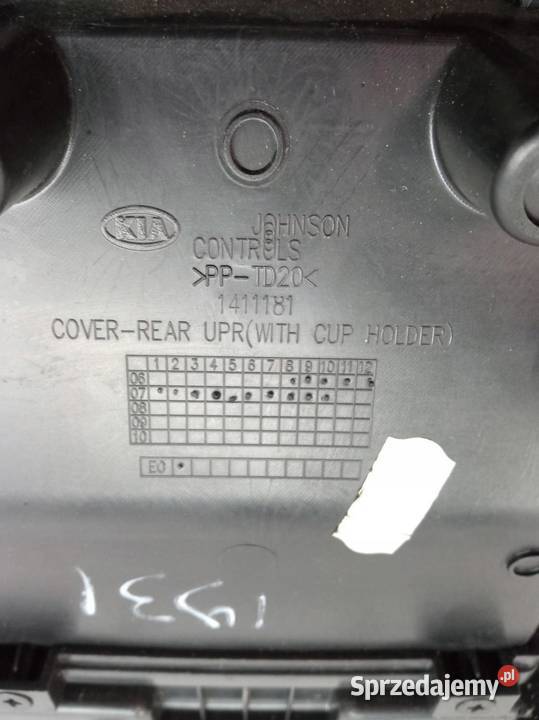 KIA
JOHNSON
CONTROLS
>PP-TD20<
1411181
COVER-REAR UPR(WITH CUP HOLDER)
1 2 3 4 5 6 7 8 9 10 11 12
06
07
08
09
10
E0
Sprzedajemy.pl